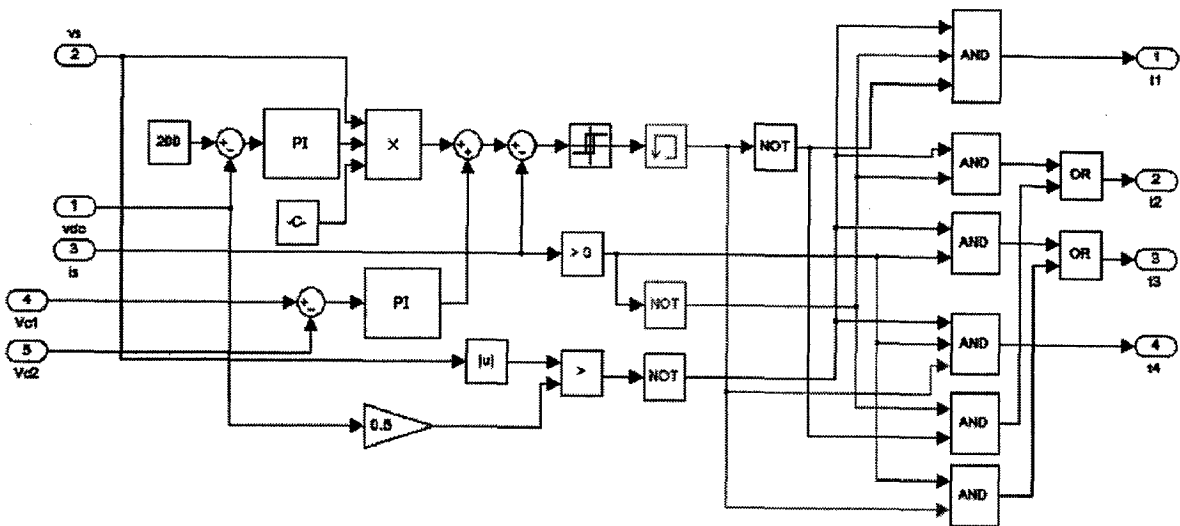 vs
2
200
PI
×
-C-
1
vdc
3
is
4
Vc1
5
Vc2
PI
> 0
NOT
NOT
|u|
>
NOT
0.5
AND
1
t1
AND
OR
2
t2
AND
OR
3
t3
AND
4
t4
AND
AND